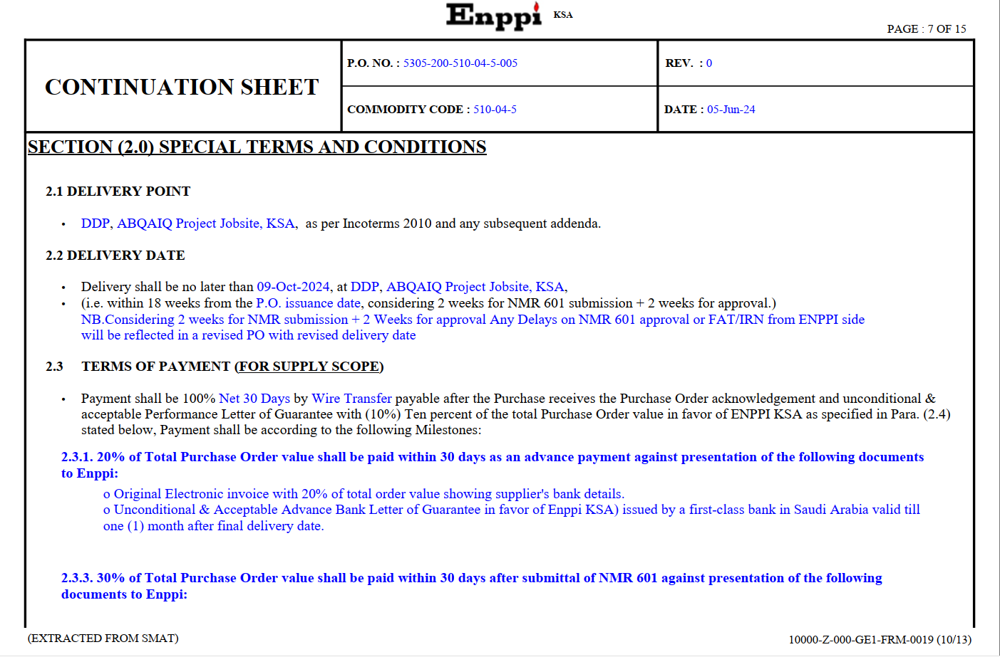 Enppi KSA
PAGE : 7 OF 15
CONTINUATION SHEET
P.O. NO. : 5305-200-510-04-5-005
REV. : 0
COMMODITY CODE : 510-04-5
DATE : 05-Jun-24
SECTION (2.0) SPECIAL TERMS AND CONDITIONS
2.1 DELIVERY POINT
• DDP, ABQAIQ Project Jobsite, KSA, as per Incoterms 2010 and any subsequent addenda.
2.2 DELIVERY DATE
• Delivery shall be no later than 09-Oct-2024, at DDP, ABQAIQ Project Jobsite, KSA,
• (i.e. within 18 weeks from the P.O. issuance date, considering 2 weeks for NMR 601 submission + 2 weeks for approval.)
NB.Considering 2 weeks for NMR submission + 2 Weeks for approval Any Delays on NMR 601 approval or FAT/IRN from ENPPI side
will be reflected in a revised PO with revised delivery date
2.3 TERMS OF PAYMENT (FOR SUPPLY SCOPE)
• Payment shall be 100% Net 30 Days by Wire Transfer payable after the Purchase receives the Purchase Order acknowledgement and unconditional &
acceptable Performance Letter of Guarantee with (10%) Ten percent of the total Purchase Order value in favor of ENPPI KSA as specified in Para. (2.4)
stated below, Payment shall be according to the following Milestones:
2.3.1. 20% of Total Purchase Order value shall be paid within 30 days as an advance payment against presentation of the following documents
to Enppi:
o Original Electronic invoice with 20% of total order value showing supplier's bank details.
o Unconditional & Acceptable Advance Bank Letter of Guarantee in favor of Enppi KSA) issued by a first-class bank in Saudi Arabia valid till
one (1) month after final delivery date.
2.3.3. 30% of Total Purchase Order value shall be paid within 30 days after submittal of NMR 601 against presentation of the following
documents to Enppi:
(EXTRACTED FROM SMAT)
10000-Z-000-GE1-FRM-0019 (10/13)